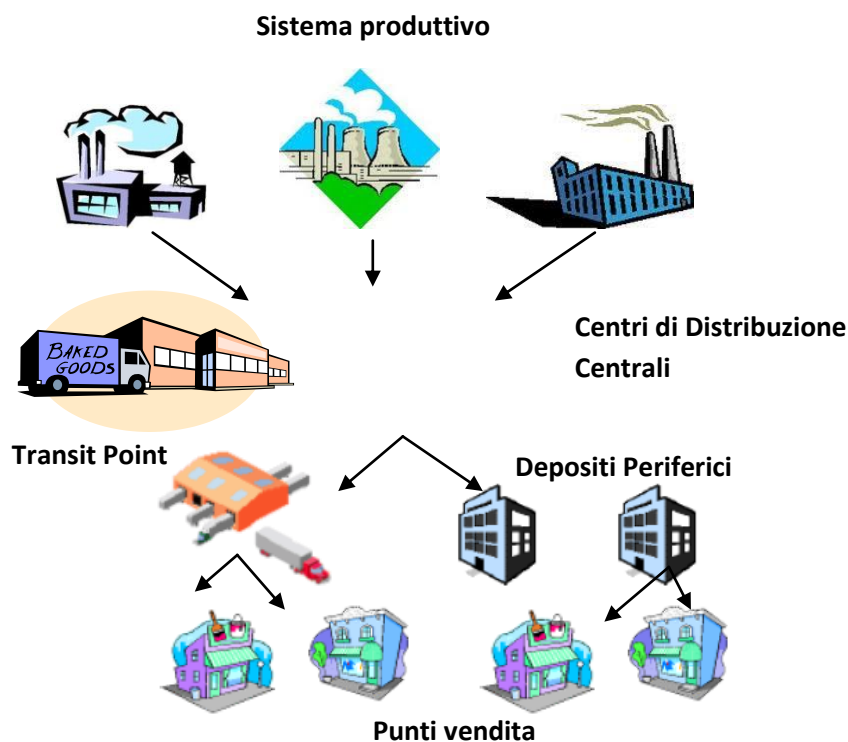 Sistema produttivo
BAKED
GOODS
Centri di Distribuzione
Centrali
Transit Point
Depositi Periferici
Punti vendita